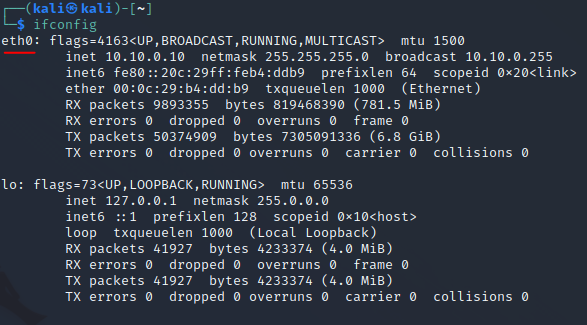 ┌──(kali㉿kali)-[~]
└─$ ifconfig
eth0: flags=4163<UP,BROADCAST,RUNNING,MULTICAST>  mtu 1500
        inet 10.10.0.10  netmask 255.255.255.0  broadcast 10.10.0.255
        inet6 fe80::20c:29ff:feb4:ddb9  prefixlen 64  scopeid 0×20<link>
        ether 00:0c:29:b4:dd:b9  txqueuelen 1000  (Ethernet)
        RX packets 9893355  bytes 819468390 (781.5 MiB)
        RX errors 0  dropped 0  overruns 0  frame 0
        TX packets 50374909  bytes 7305091336 (6.8 GiB)
        TX errors 0  dropped 0 overruns 0  carrier 0  collisions 0

lo: flags=73<UP,LOOPBACK,RUNNING>  mtu 65536
        inet 127.0.0.1  netmask 255.0.0.0
        inet6 ::1  prefixlen 128  scopeid 0×10<host>
        loop  txqueuelen 1000  (Local Loopback)
        RX packets 41927  bytes 4233374 (4.0 MiB)
        RX errors 0  dropped 0  overruns 0  frame 0
        TX packets 41927  bytes 4233374 (4.0 MiB)
        TX errors 0  dropped 0 overruns 0  carrier 0  collisions 0